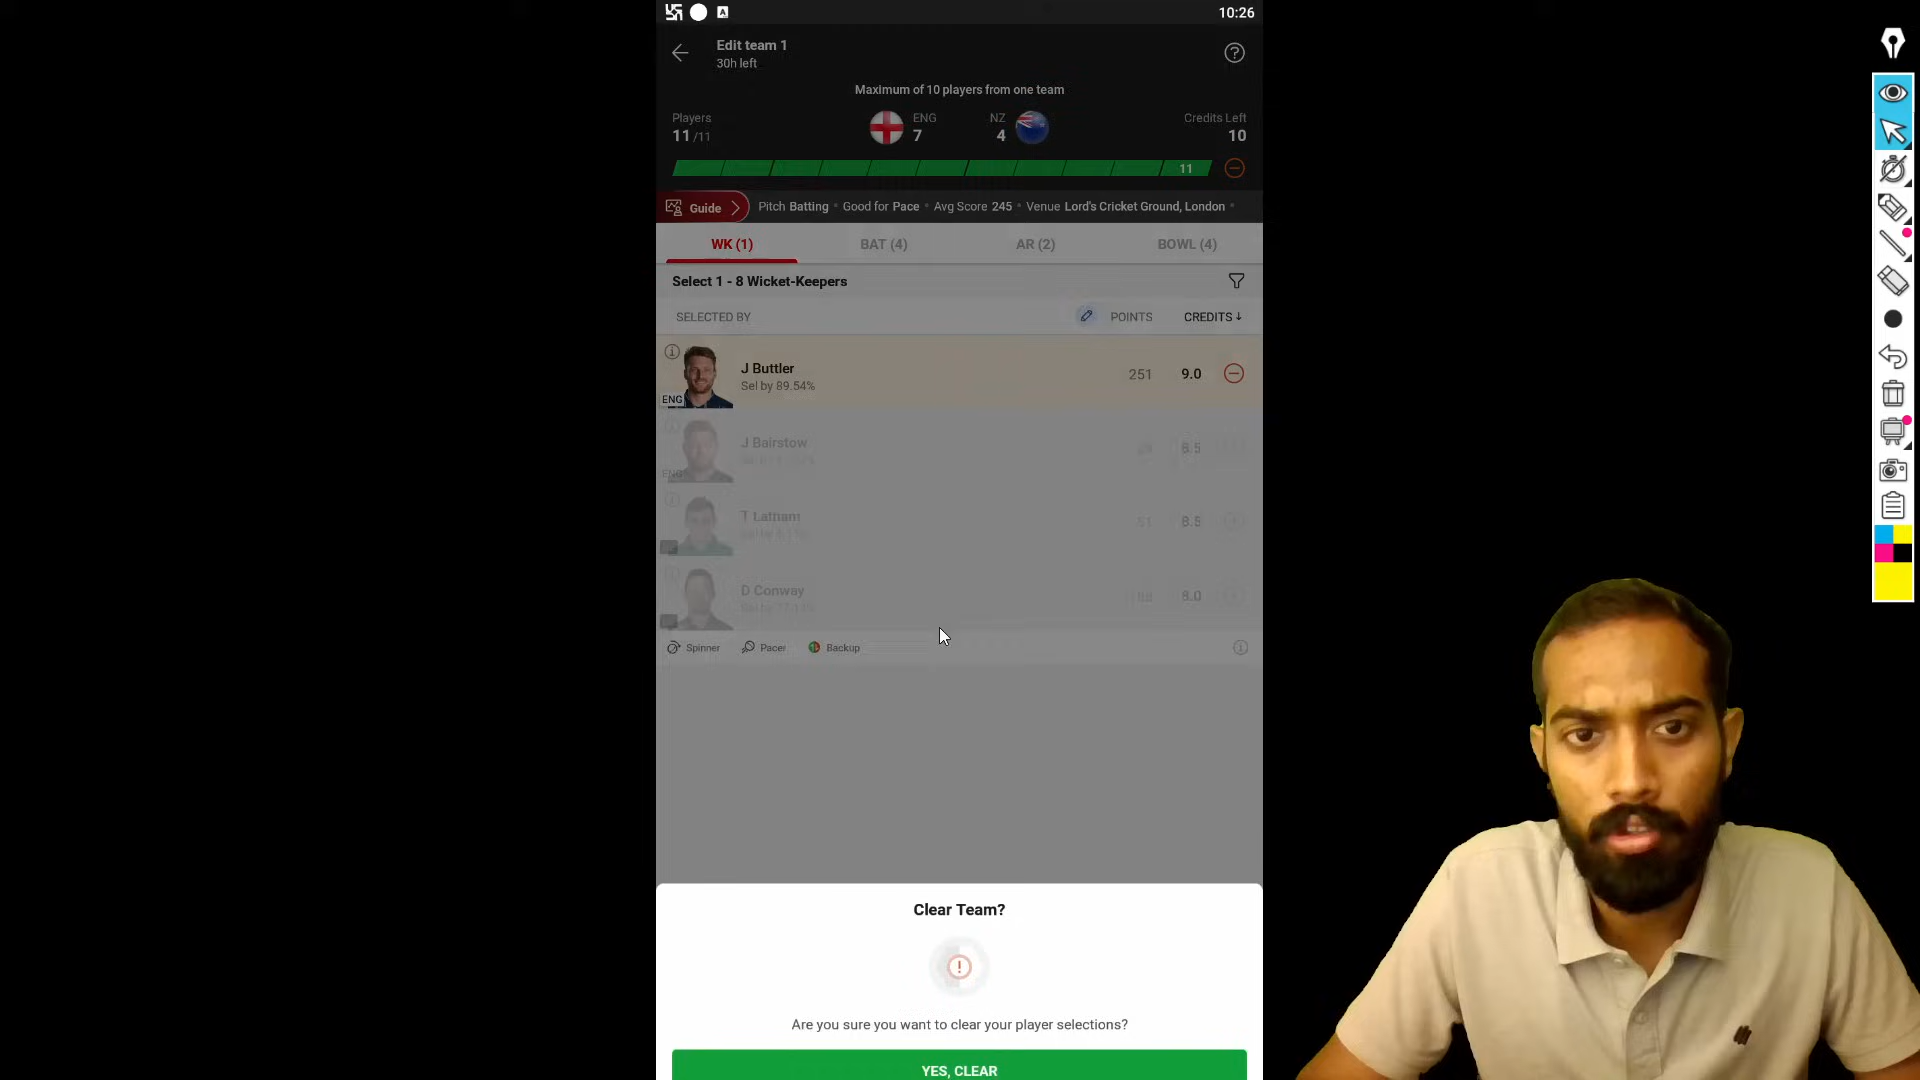 10:26
Edit team 1
30h left
Maximum of 10 players from one team
Players
11/11
ENG
7
NZ
4
Credits Left
10
11
Guide
Pitch Batting • Good for Pace • Avg Score 245 • Venue Lord's Cricket Ground, London •
WK (1) BAT (4) AR (2) BOWL (4)
Select 1 - 8 Wicket-Keepers
SELECTED BY POINTS CREDITS↓
J Buttler
Sel by 89.54%
251 9.0
ENG
J Bairstow
8.5
ENG
T Latham
51 8.5
D Conway
8.0
Spinner Pacer Backup
Clear Team?
Are you sure you want to clear your player selections?
YES, CLEAR